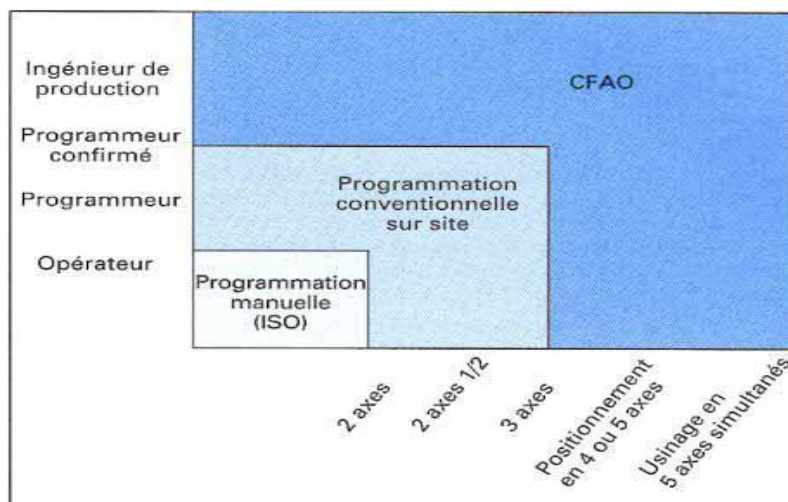 Ingénieur de
production
CFAO
Programmeur
confirmé
Programmeur
Programmation
conventionnelle
sur site
Opérateur
Programmation
manuelle
(ISO)
2 axes
2 axes 1/2
3 axes
Positionnement
en 4 ou 5 axes
Usinage en
5 axes simultanés